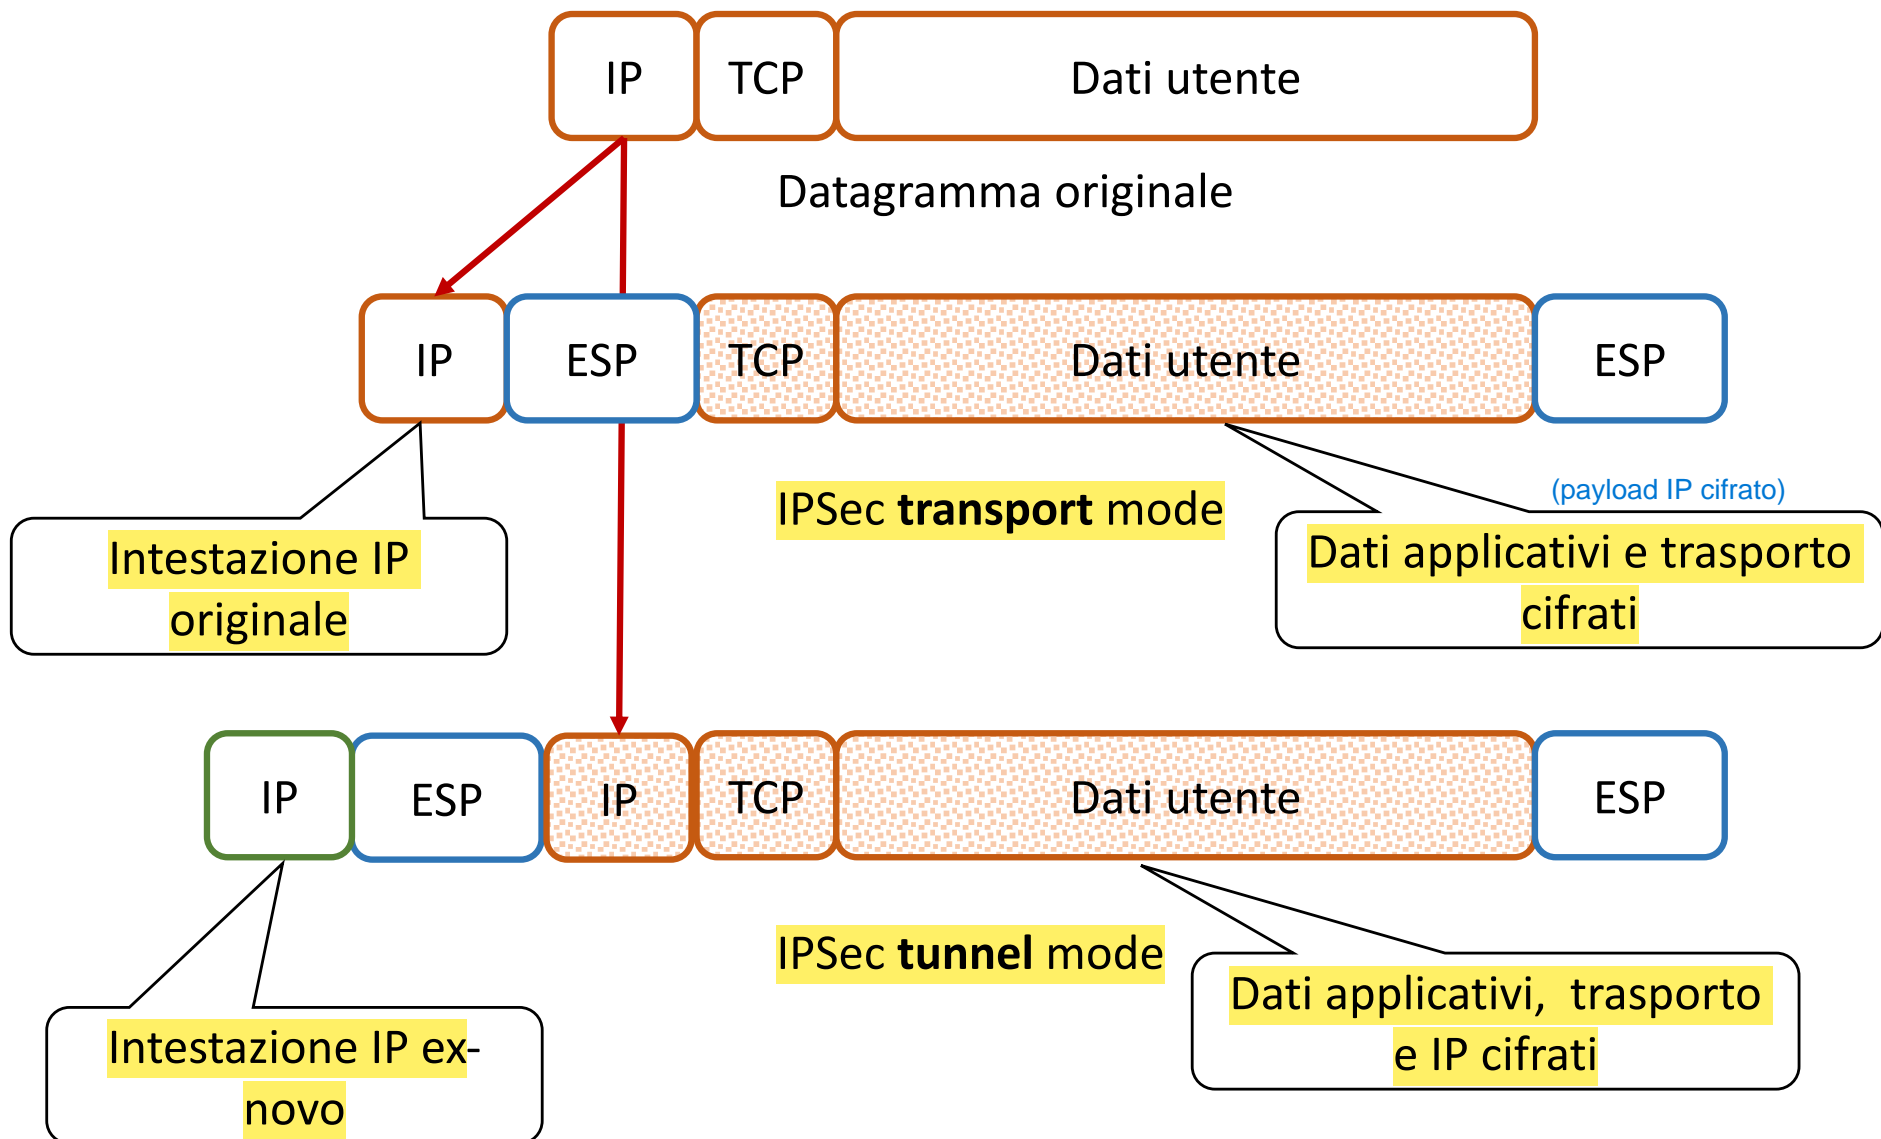 IP TCP Dati utente
Datagramma originale
IP ESP TCP Dati utente ESP
(payload IP cifrato)
IPSec transport mode
Intestazione IP
originale
Dati applicativi e trasporto
cifrati
IP ESP IP TCP Dati utente ESP
IPSec tunnel mode
Dati applicativi,  trasporto
e IP cifrati
Intestazione IP ex-
novo